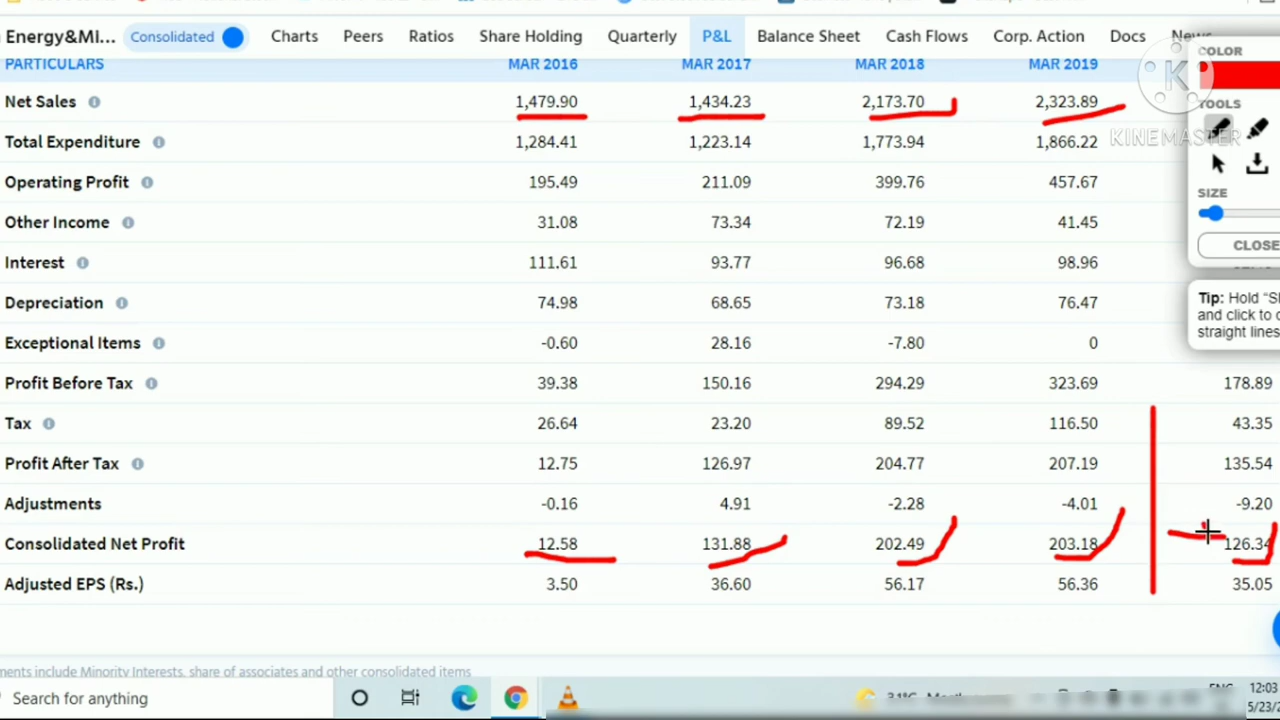 Energy&Mi... Consolidated Charts Peers Ratios Share Holding Quarterly P&L Balance Sheet Cash Flows Corp. Action Docs News
COLOR
PARTICULARS MAR 2016 MAR 2017 MAR 2018 MAR 2019
Net Sales 1,479.90 1,434.23 2,173.70 2,323.89
TOOLS
KINEMASTER
Total Expenditure 1,284.41 1,223.14 1,773.94 1,866.22
Operating Profit 195.49 211.09 399.76 457.67
SIZE
Other Income 31.08 73.34 72.19 41.45
CLOSE
Interest 111.61 93.77 96.68 98.96
Depreciation 74.98 68.65 73.18 76.47
Tip: Hold “S
and click to
straight lines
Exceptional Items -0.60 28.16 -7.80 0
Profit Before Tax 39.38 150.16 294.29 323.69 178.89
Tax 26.64 23.20 89.52 116.50 43.35
Profit After Tax 12.75 126.97 204.77 207.19 135.54
Adjustments -0.16 4.91 -2.28 -4.01 -9.20
Consolidated Net Profit 12.58 131.88 202.49 203.18 126.34
Adjusted EPS (Rs.) 3.50 36.60 56.17 56.36 35.05
ments include Minority Interests, share of associates and other consolidated items
Search for anything 31°C ENG 12:03
5/23/2